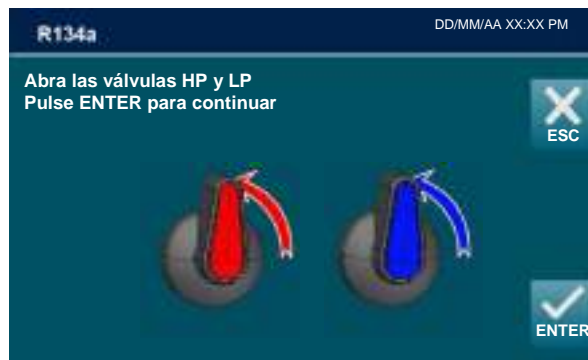 R134a
DD/MM/AA XX:XX PM
Abra las válvulas HP y LP
Pulse ENTER para continuar
ESC
ENTER